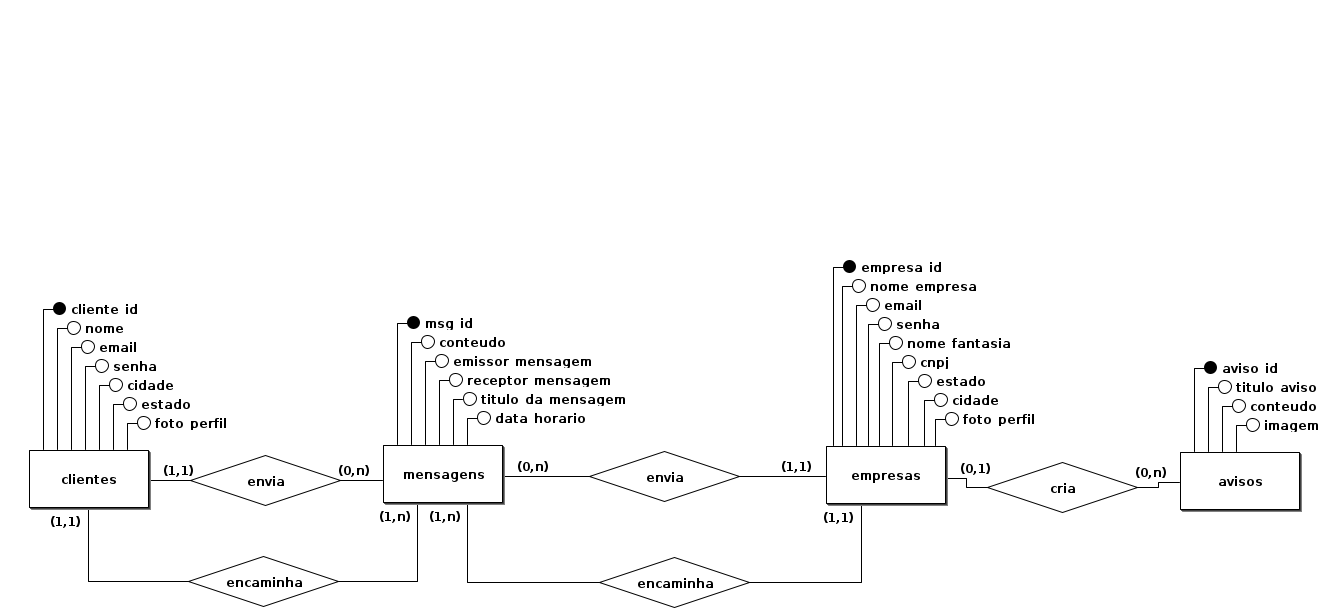 empresa id
nome empresa
email
senha
nome fantasia
cnpj
estado
cidade
foto perfil
cliente id
nome
email
senha
cidade
estado
foto perfil
msg id
conteudo
emissor mensagem
receptor mensagem
titulo da mensagem
data horario
aviso id
titulo aviso
conteudo
imagem
clientes
(1,1)
envia
(0,n)
mensagens
(0,n)
envia
(1,1)
empresas
(0,1)
cria
(0,n)
avisos
(1,1)
(1,n)
(1,n)
(1,1)
encaminha
encaminha